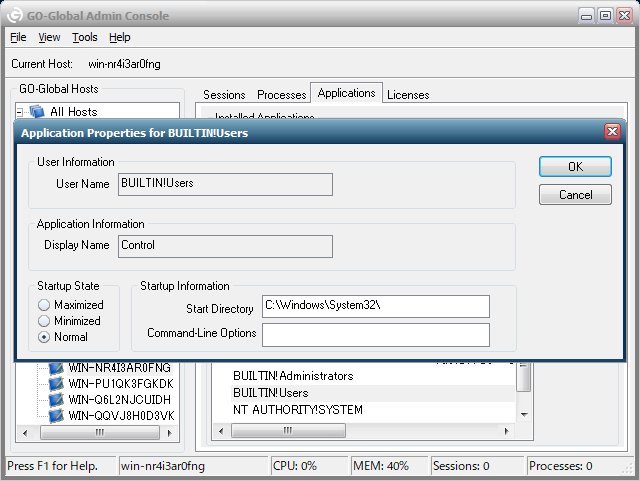 GO-Global Admin Console
File View Tools Help
Current Host: win-nr4i3ar0fng
GO-Global Hosts
All Hosts
Sessions Processes Applications Licenses
Installed Applications
Application Properties for BUILTIN!Users
User Information
User Name BUILTIN!Users
OK
Cancel
Application Information
Display Name Control
Startup State
Maximized
Minimized
Normal
Startup Information
Start Directory C:\Windows\System32\
Command-Line Options
WIN-NR4I3AR0FNG
WIN-PU1QK3FGKDK
WIN-Q6L2NJCUIDH
WIN-QQVJ8H0D3VK
BUILTIN!Administrators
BUILTIN!Users
NT AUTHORITY!SYSTEM
Press F1 for Help. win-nr4i3ar0fng CPU: 0% MEM: 40% Sessions: 0 Processes: 0